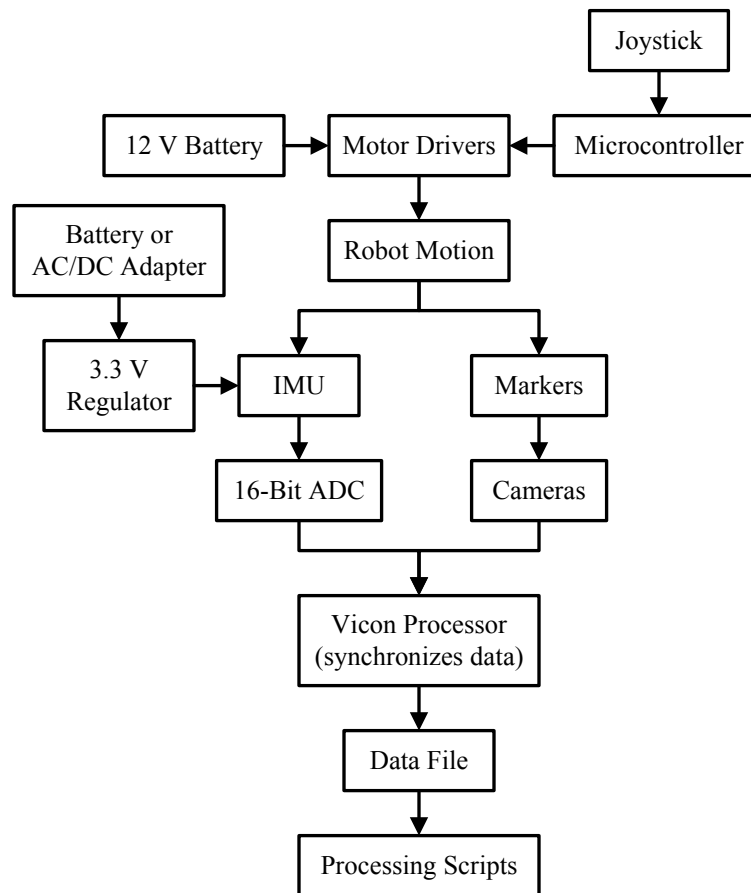 Joystick
12 V Battery
Motor Drivers
Microcontroller
Battery or
AC/DC Adapter
Robot Motion
3.3 V
Regulator
IMU
Markers
16-Bit ADC
Cameras
Vicon Processor
(synchronizes data)
Data File
Processing Scripts